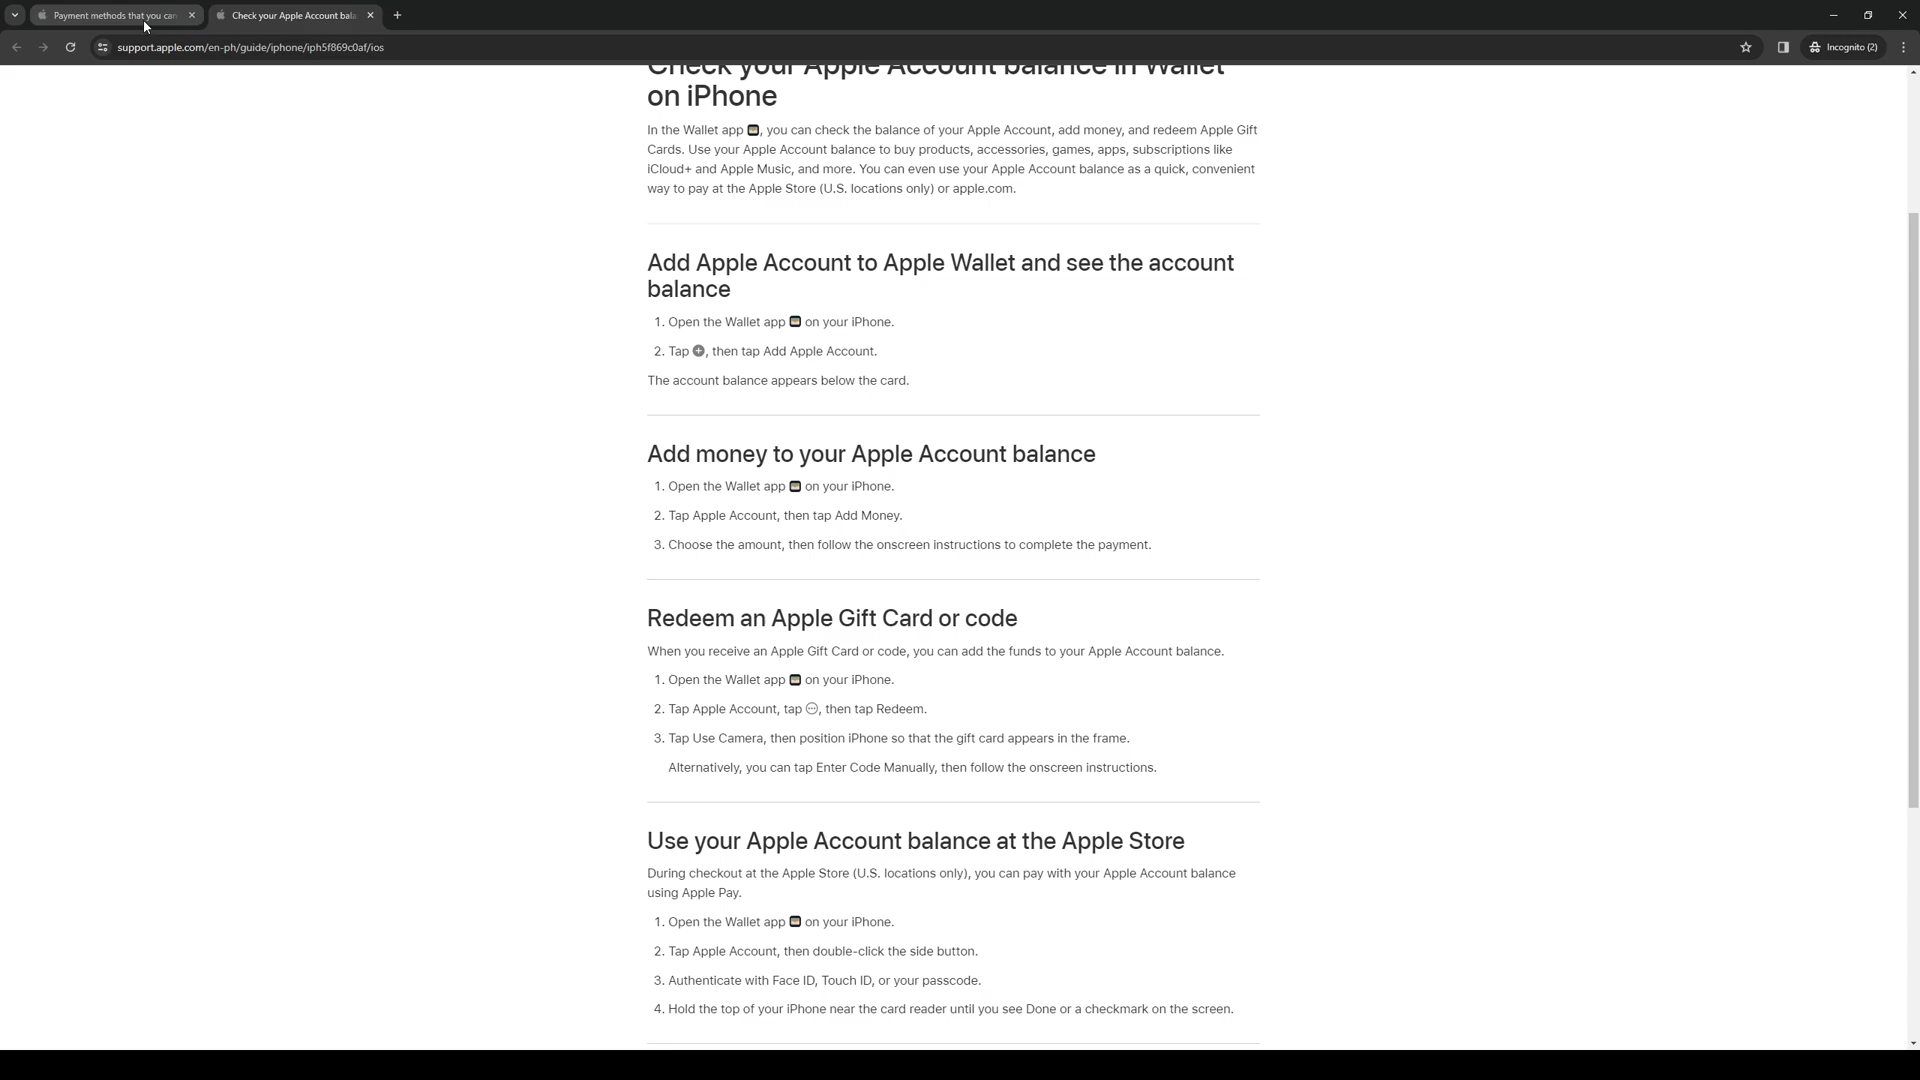 Payment methods that you can
Check your Apple Account bala
support.apple.com/en-ph/guide/iphone/iph5f869c0af/ios
Incognito (2)
Check your Apple Account balance in Wallet
on iPhone
In the Wallet app , you can check the balance of your Apple Account, add money, and redeem Apple Gift
Cards. Use your Apple Account balance to buy products, accessories, games, apps, subscriptions like
iCloud+ and Apple Music, and more. You can even use your Apple Account balance as a quick, convenient
way to pay at the Apple Store (U.S. locations only) or apple.com.
Add Apple Account to Apple Wallet and see the account
balance
1. Open the Wallet app on your iPhone.
2. Tap , then tap Add Apple Account.
The account balance appears below the card.
Add money to your Apple Account balance
1. Open the Wallet app on your iPhone.
2. Tap Apple Account, then tap Add Money.
3. Choose the amount, then follow the onscreen instructions to complete the payment.
Redeem an Apple Gift Card or code
When you receive an Apple Gift Card or code, you can add the funds to your Apple Account balance.
1. Open the Wallet app on your iPhone.
2. Tap Apple Account, tap , then tap Redeem.
3. Tap Use Camera, then position iPhone so that the gift card appears in the frame.
Alternatively, you can tap Enter Code Manually, then follow the onscreen instructions.
Use your Apple Account balance at the Apple Store
During checkout at the Apple Store (U.S. locations only), you can pay with your Apple Account balance
using Apple Pay.
1. Open the Wallet app on your iPhone.
2. Tap Apple Account, then double-click the side button.
3. Authenticate with Face ID, Touch ID, or your passcode.
4. Hold the top of your iPhone near the card reader until you see Done or a checkmark on the screen.